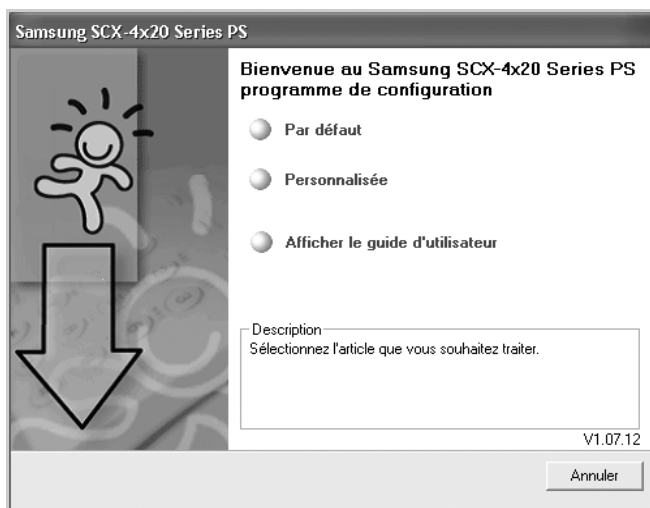 Samsung SCX-4x20 Series PS
Bienvenue au Samsung SCX-4x20 Series PS
programme de configuration
Par défaut
Personnalisée
Afficher le guide d'utilisateur
Description
Sélectionnez l'article que vous souhaitez traiter.
V1.07.12
Annuler